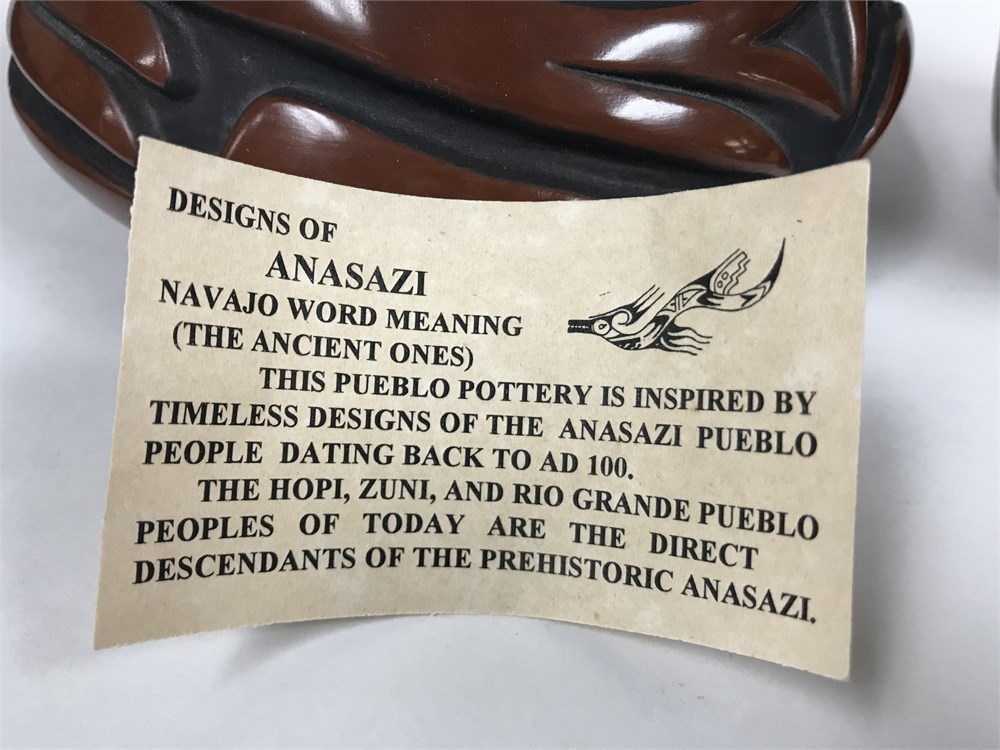 DESIGNS OF
ANASAZI
NAVAJO WORD MEANING
(THE ANCIENT ONES)
THIS PUEBLO POTTERY IS INSPIRED BY
TIMELESS DESIGNS OF THE ANASAZI PUEBLO
PEOPLE DATING BACK TO AD 100.
THE HOPI, ZUNI, AND RIO GRANDE PUEBLO
PEOPLES OF TODAY ARE THE DIRECT
DESCENDANTS OF THE PREHISTORIC ANASAZI.